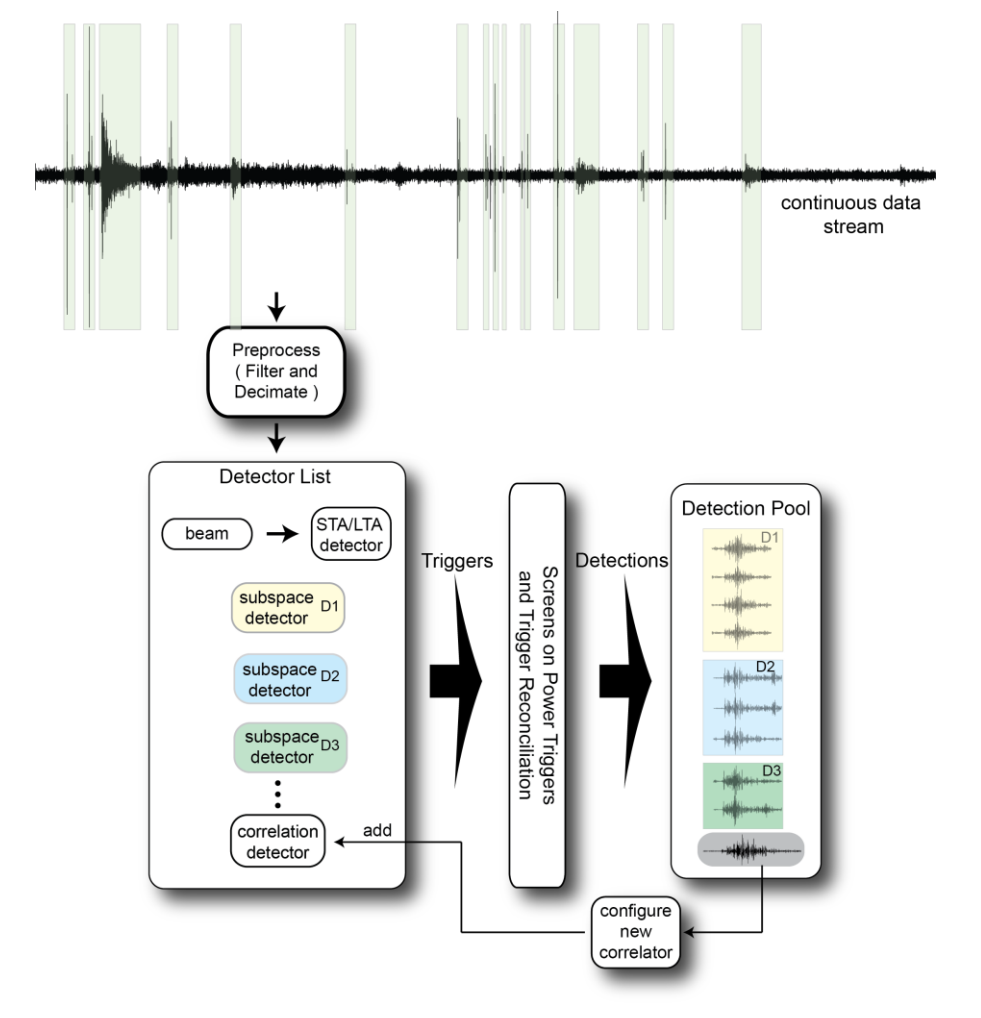 continuous data
stream
Preprocess
( Filter and
Decimate )
Detector List
beam
STA/LTA
detector
subspace D1
detector
subspace D2
detector
subspace D3
detector
correlation
detector
add
Triggers
Screens on Power Triggers
and Trigger Reconciliation
Detections
Detection Pool
D1
D2
D3
configure
new
correlator